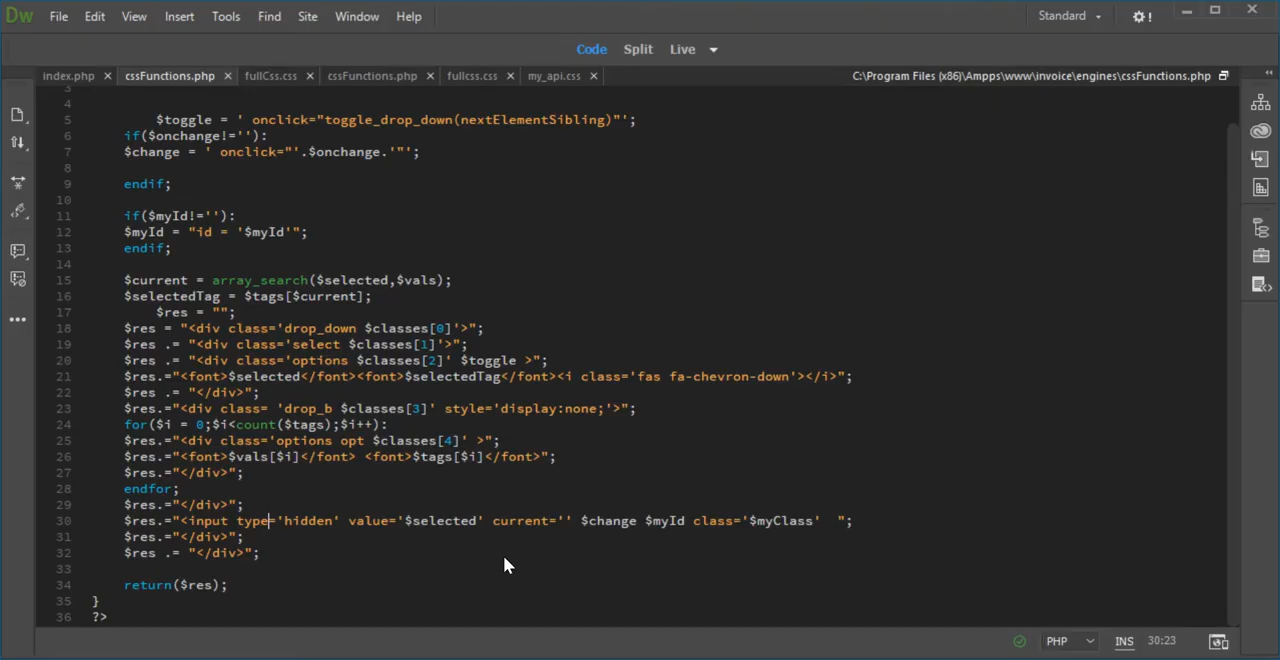 Dw File Edit View Insert Tools Find Site Window Help Standard !
Code Split Live
index.php × cssFunctions.php × fullCss.css × cssFunctions.php × fullcss.css × my_api.css × C:\Program Files (x86)\Ampps\www\invoice\engines\cssFunctions.php
3
4
5 $toggle = ' onclick="toggle_drop_down(nextElementSibling)"';
6 if($onchange!=''):
7 $change = ' onclick="'.$onchange.'"';
8
9 endif;
10
11 if($myId!=''):
12 $myId = "id = '$myId'";
13 endif;
14
15 $current = array_search($selected,$vals);
16 $selectedTag = $tags[$current];
17 $res = "";
18 $res = "<div class='drop_down $classes[0]'>";
19 $res .= "<div class='select $classes[1]'>";
20 $res .= "<div class='options $classes[2]' $toggle >";
21 $res.="<font>$selected</font><font>$selectedTag</font><i class='fas fa-chevron-down'></i>";
22 $res .= "</div>";
23 $res.="<div class= 'drop_b $classes[3]' style='display:none;'>";
24 for($i = 0;$i<count($tags);$i++):
25 $res.="<div class='options opt $classes[4]' >";
26 $res.="<font>$vals[$i]</font> <font>$tags[$i]</font>";
27 $res.="</div>";
28 endfor;
29 $res.="</div>";
30 $res.="<input type='hidden' value='$selected' current='' $change $myId class='$myClass'  ";
31 $res.="</div>";
32 $res .= "</div>";
33
34 return($res);
35 }
36 ?>
PHP INS 30:23